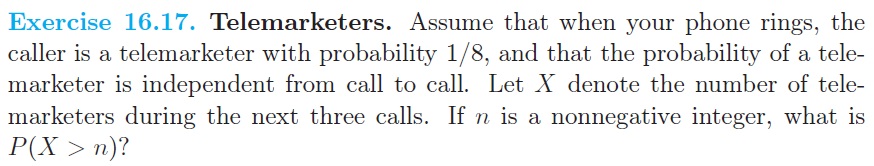 Exercise 16.17. Telemarketers. Assume that when your phone rings, the
caller is a telemarketer with probability 1/8, and that the probability of a tele-
marketer is independent from call to call. Let X denote the number of tele-
marketers during the next three calls. If n is a nonnegative integer, what is
P(X > n)?